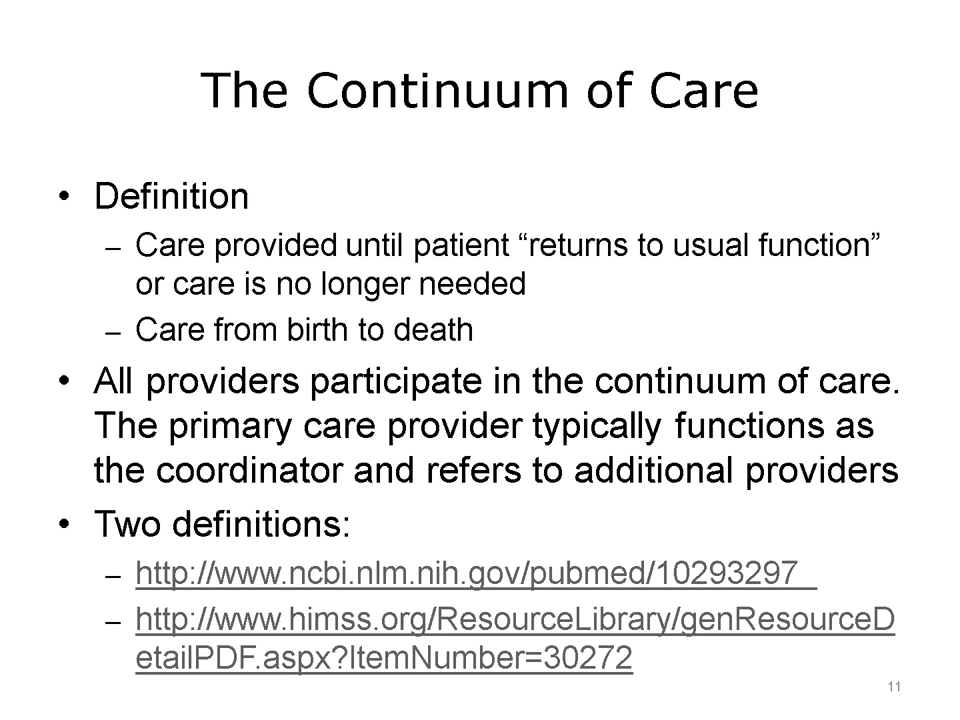 The Continuum of Care
• Definition
– Care provided until patient “returns to usual function”
or care is no longer needed
– Care from birth to death
• All providers participate in the continuum of care.
The primary care provider typically functions as
the coordinator and refers to additional providers
• Two definitions:
– http://www.ncbi.nlm.nih.gov/pubmed/10293297
– http://www.himss.org/ResourceLibrary/genResourceD
etailPDF.aspx?ItemNumber=30272
11